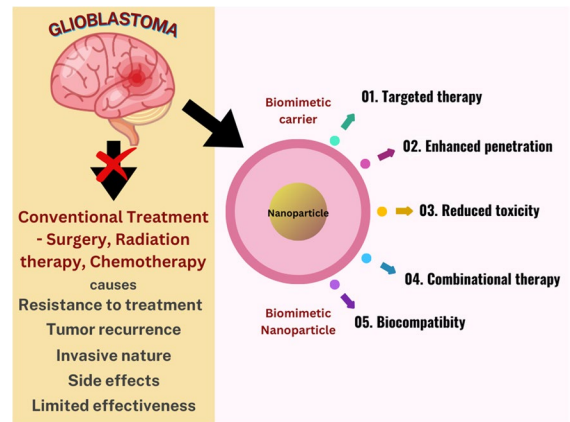 GLIOBLASTOMA
Conventional Treatment
- Surgery, Radiation
therapy, Chemotherapy
causes
Resistance to treatment
Tumor recurrence
Invasive nature
Side effects
Limited effectiveness
Biomimetic
carrier
Nanoparticle
Biomimetic
Nanoparticle
01. Targeted therapy
02. Enhanced penetration
03. Reduced toxicity
04. Combinational therapy
05. Biocompatibity